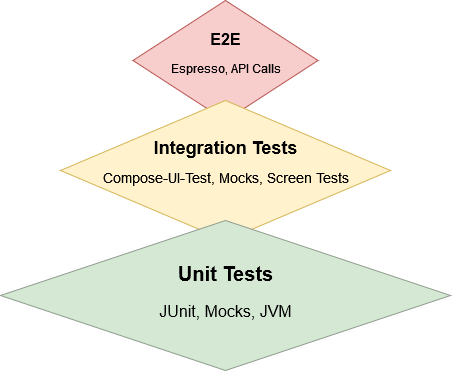 E2E
Espresso, API Calls
Integration Tests
Compose-UI-Test, Mocks, Screen Tests
Unit Tests
JUnit, Mocks, JVM